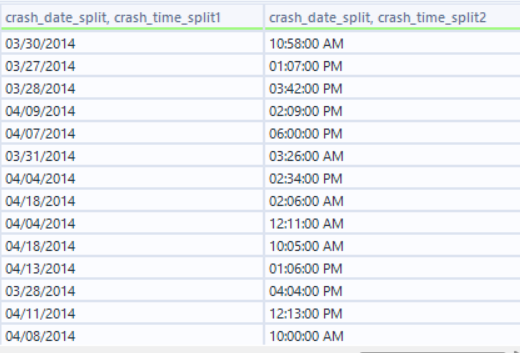 crash_date_split, crash_time_split1 crash_date_split, crash_time_split2
03/30/2014 10:58:00 AM
03/27/2014 01:07:00 PM
03/28/2014 03:42:00 PM
04/09/2014 02:09:00 PM
04/07/2014 06:00:00 PM
03/31/2014 03:26:00 AM
04/04/2014 02:34:00 PM
04/18/2014 02:06:00 AM
04/04/2014 12:11:00 AM
04/18/2014 10:05:00 AM
04/13/2014 01:06:00 PM
03/28/2014 04:04:00 PM
04/11/2014 12:13:00 PM
04/08/2014 10:00:00 AM